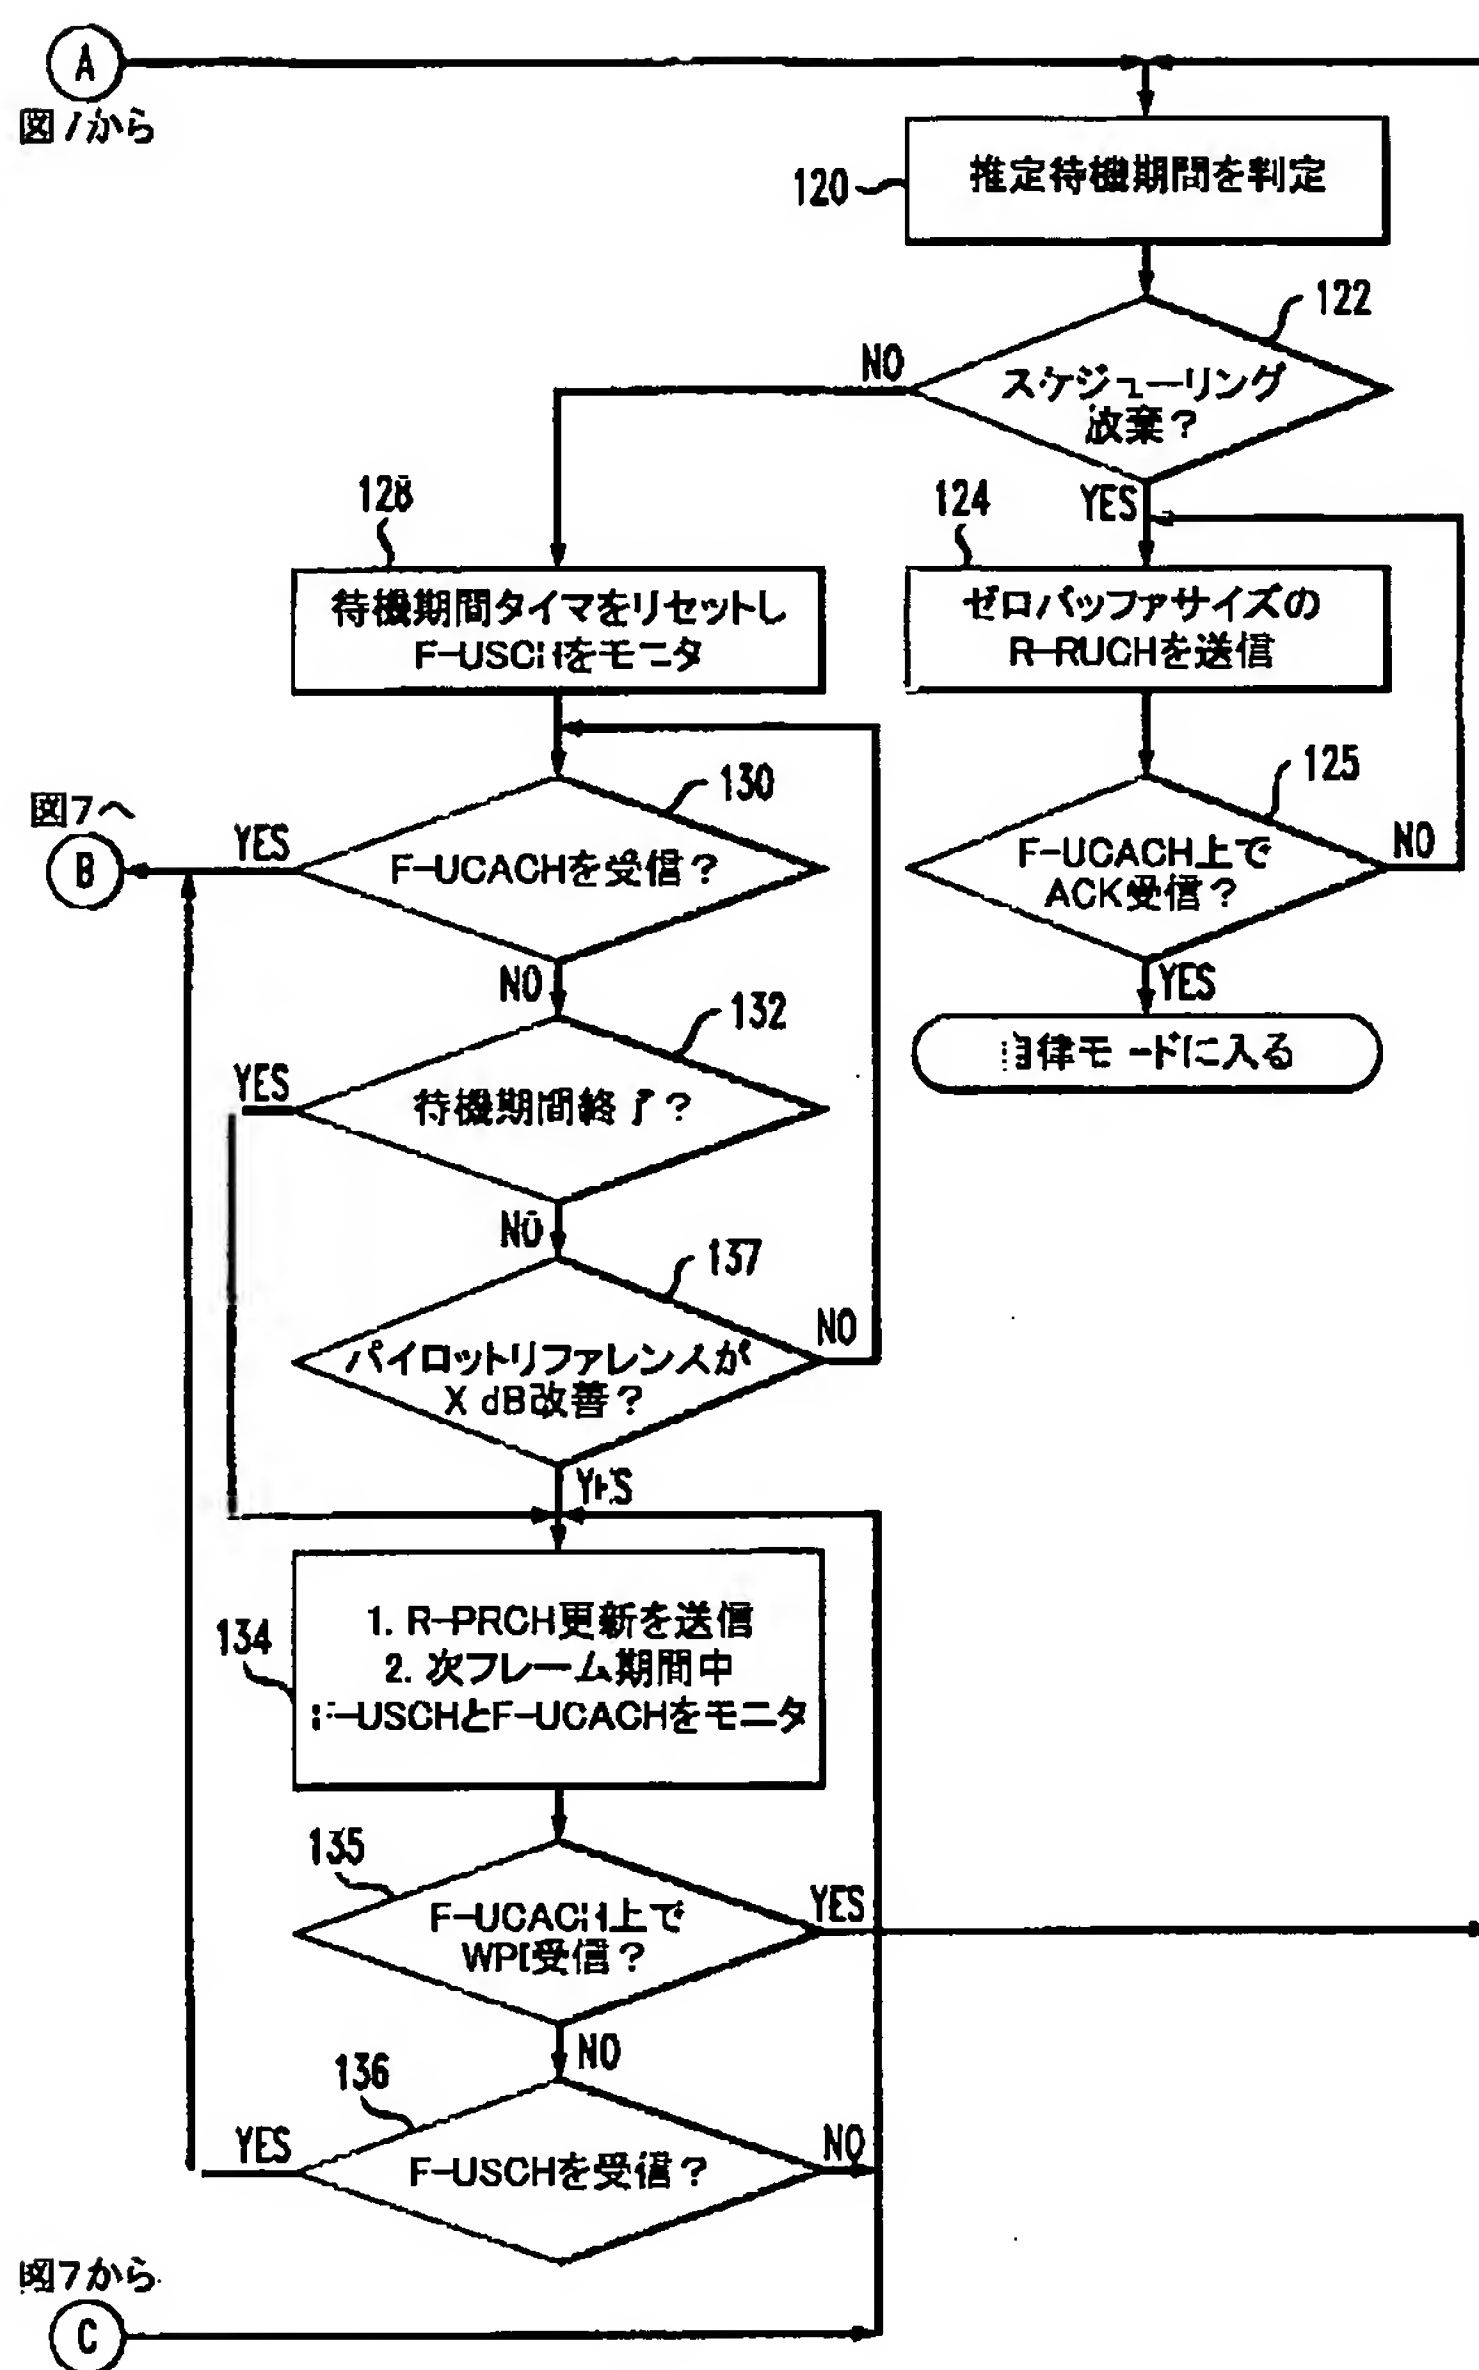 A
図7から
120
推定待機期間を判定
122
NO
スケジューリング
放棄?
YES
128
124
待機期間タイマをリセットし
F-USCHをモニタ
ゼロバッファサイズの
R-RUCHを送信
130
125
図7へ
B
YES
F-UCACHを受信?
F-UCACH上で
ACK受信?
NO
NO
YES
132
自律モードに入る
YES
待機期間終了?
NO
137
NO
パイロットリファレンスが
X dB改善?
YES
134
1. R-PRCH更新を送信
2. 次フレーム期間中
F-USCHとF-UCACHをモニタ
135
YES
F-UCACH上で
WPI受信?
NO
136
YES
NO
F-USCHを受信?
図7から
C